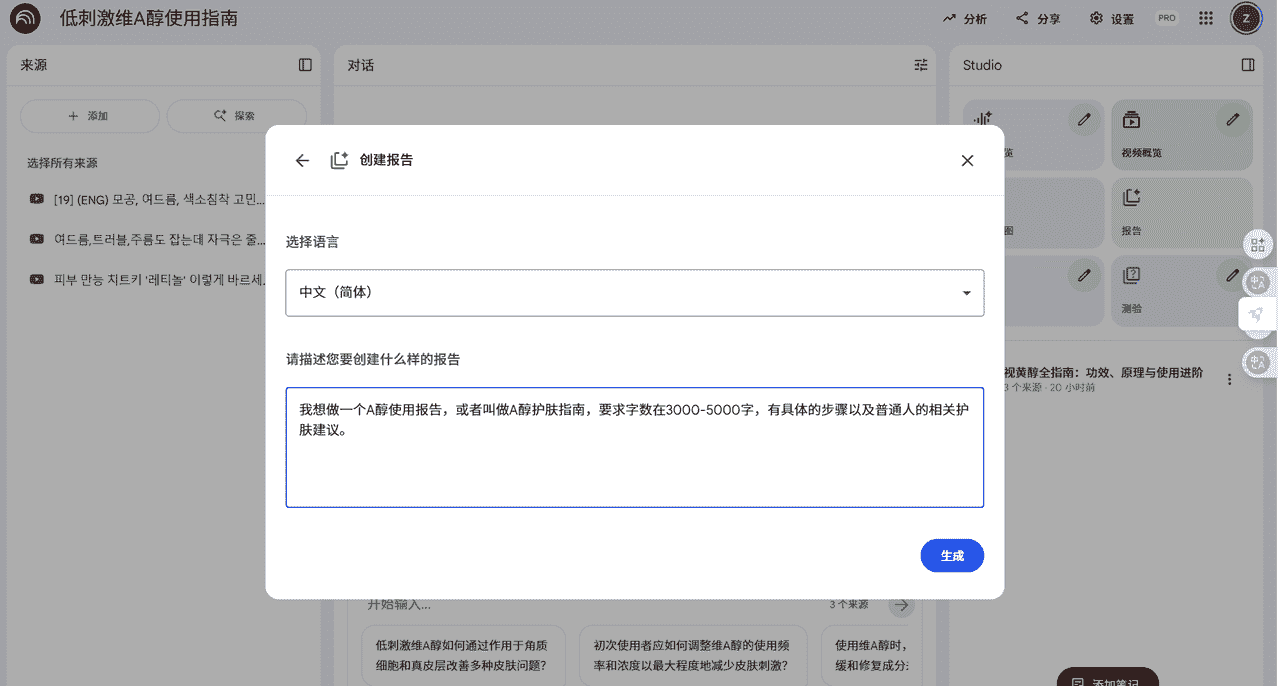 低刺激维A醇使用指南
分析
分享
设置
PRO
Z
来源
对话
Studio
添加
探索
选择所有来源
[19] (ENG) 모공, 여드름, 색소침착 고민...
여드름,트러블,주름도 잡는데 자극은 줄...
피부 만능 치트키 '레티놀' 이렇게 바르세.
创建报告
选择语言
中文（简体）
请描述您要创建什么样的报告
我想做一个A醇使用报告，或者叫做A醇护肤指南，要求字数在3000-5000字，有具体的步骤以及普通人的相关护
肤建议。
生成
览
视频概览
图
报告
测验
视黄醇全指南：功效、原理与使用进阶
3 个来源 · 20 小时前
开始输入...
3 个来源
低刺激维A醇如何通过作用于角质
细胞和真皮层改善多种皮肤问题？
初次使用者应如何调整维A醇的使用频
率和浓度以最大程度地减少皮肤刺激？
使用维A醇时，
缓和修复成分
添加笔记